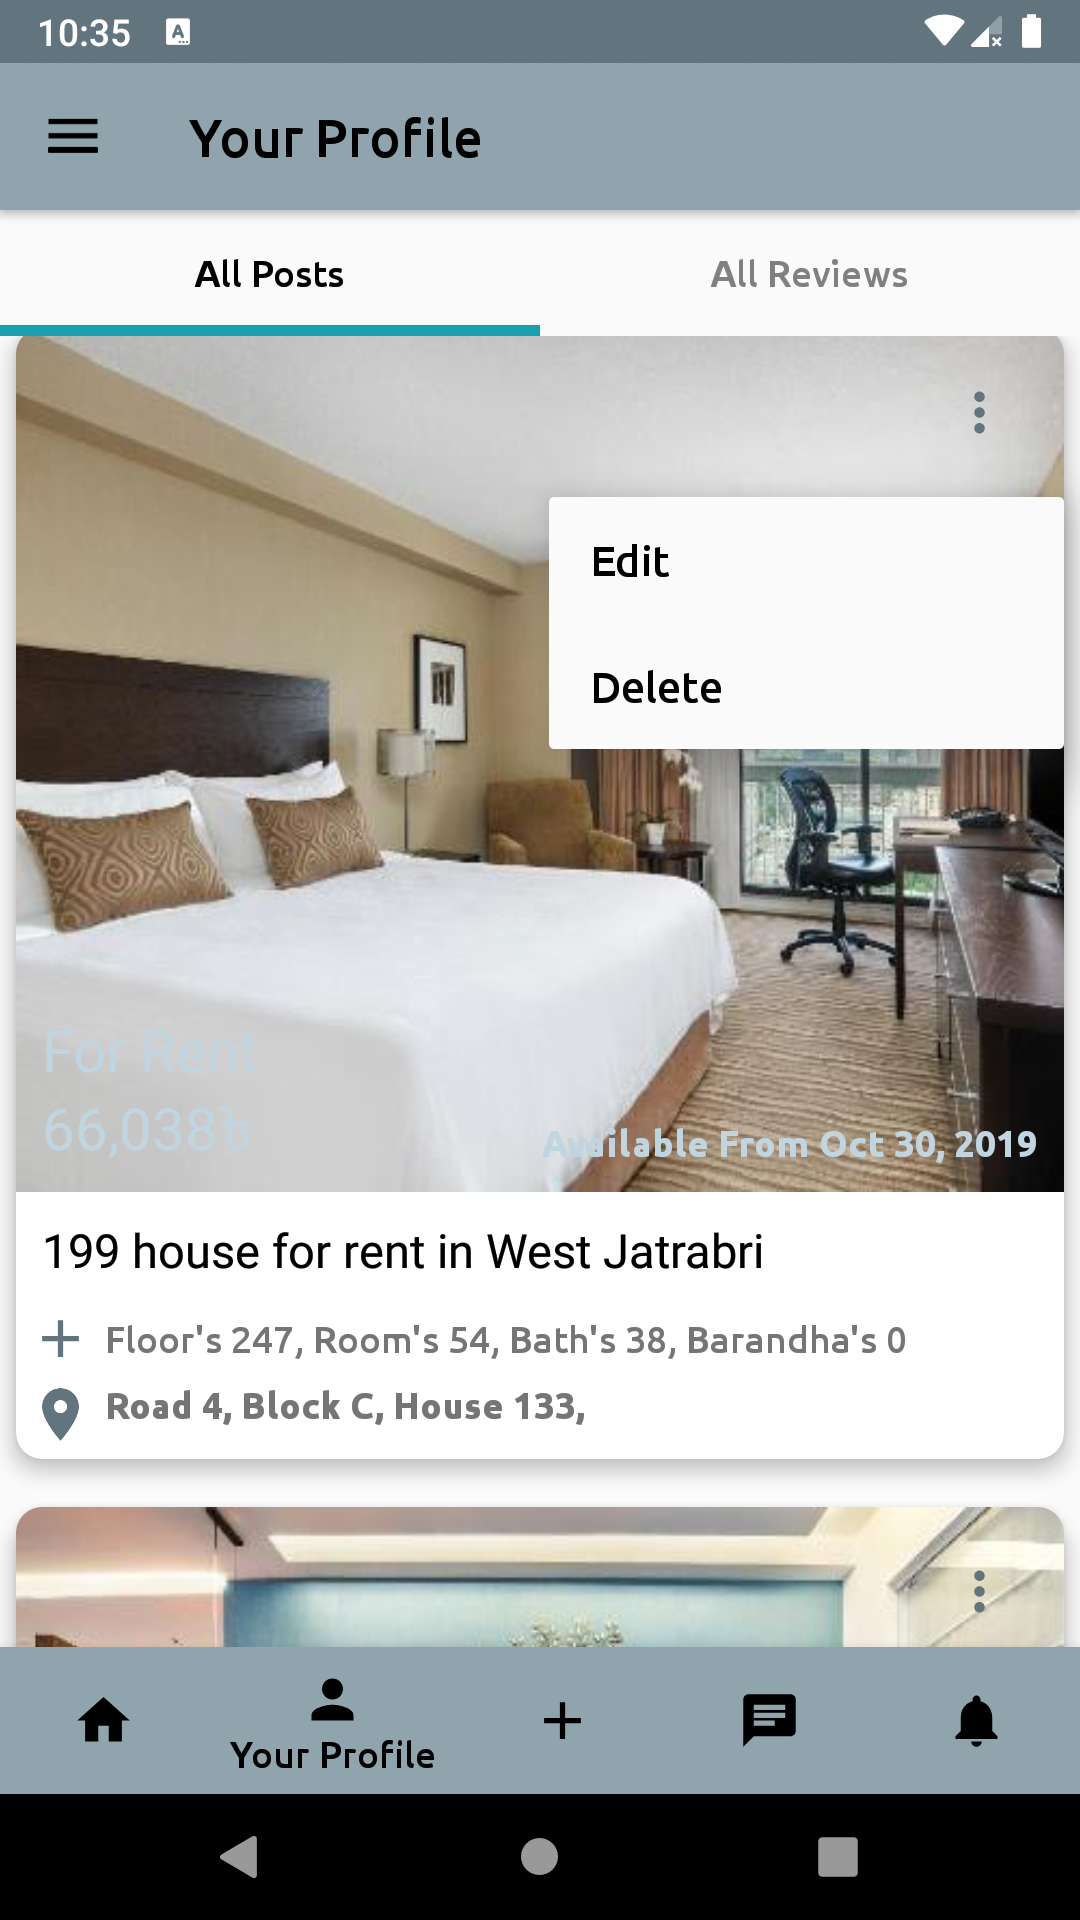 10:35
Your Profile
All Posts
All Reviews
Edit
Delete
For Rent
66,038৳
Available From Oct 30, 2019
199 house for rent in West Jatrabri
Floor's 247, Room's 54, Bath's 38, Barandha's 0
Road 4, Block C, House 133,
Your Profile